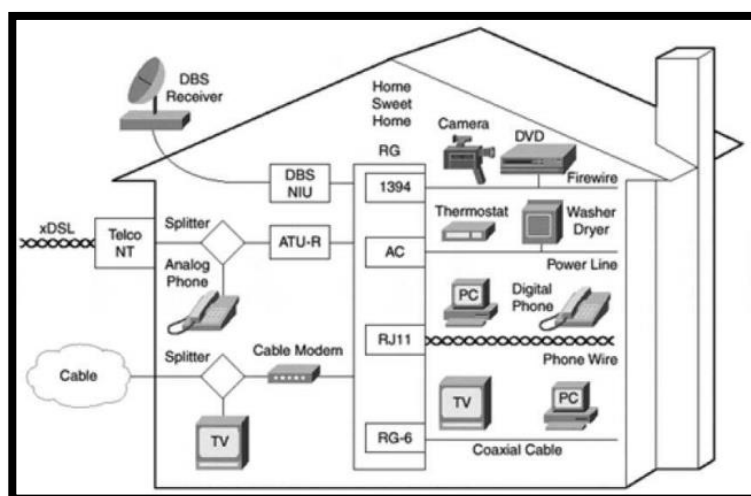 DBS
Receiver
Home
Sweet
Home
Camera
DVD
RG
DBS
NIU
1394
Firewire
Thermostat
Washer
Dryer
xDSL
Telco
NT
Splitter
ATU-R
AC
Power Line
Analog
Phone
PC
Digital
Phone
RJ11
Phone Wire
Splitter
Cable Modem
Cable
TV
TV
PC
RG-6
Coaxial Cable